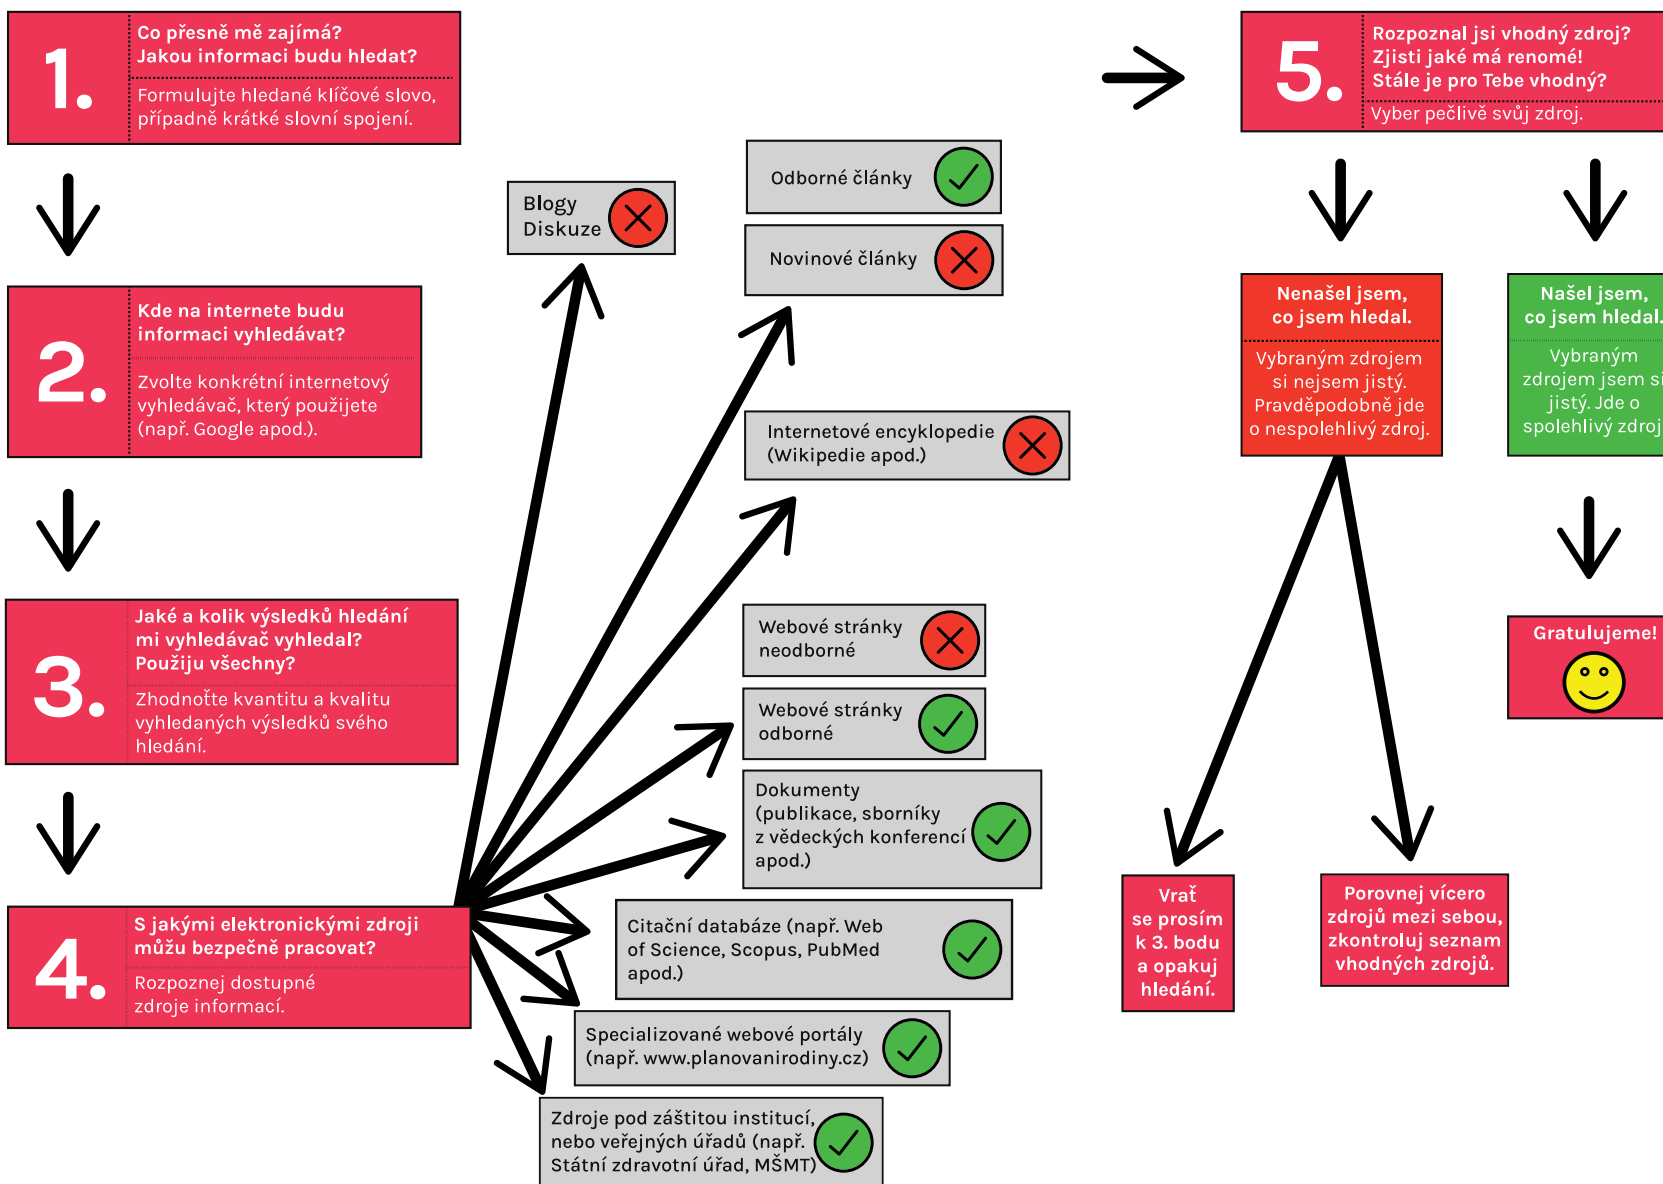 1.
Co přesně mě zajímá?
Jakou informaci budu hledat?
Formulujte hledané klíčové slovo,
případně krátké slovní spojení.
2.
Kde na internete budu
informaci vyhledávat?
Zvolte konkrétní internetový
vyhledávač, který použijete
(např. Google apod.).
3.
Jaké a kolik výsledků hledání
mi vyhledávač vyhledal?
Použiju všechny?
Zhodnoťte kvantitu a kvalitu
vyhledaných výsledků svého
hledání.
4.
S jakými elektronickými zdroji
můžu bezpečně pracovat?
Rozpoznej dostupné
zdroje informací.
Blogy
Diskuze
Odborné články
Novinové články
Internetové encyklopedie
(Wikipedie apod.)
Webové stránky
neodborné
Webové stránky
odborné
Dokumenty
(publikace, sborníky
z vědeckých konferencí
apod.)
Citační databáze (např. Web
of Science, Scopus, PubMed
apod.)
Specializované webové portály
(např. www.planovanirodiny.cz)
Zdroje pod záštitou institucí,
nebo veřejných úřadů (např.
Státní zdravotní úřad, MŠMT)
5.
Rozpoznal jsi vhodný zdroj?
Zjisti jaké má renomé!
Stále je pro Tebe vhodný?
Vyber pečlivě svůj zdroj.
Nenašel jsem,
co jsem hledal.
Vybraným zdrojem
si nejsem jistý.
Pravděpodobně jde
o nespolehlivý zdroj.
Našel jsem,
co jsem hledal.
Vybraným
zdrojem jsem si
jistý. Jde o
spolehlivý zdroj
Gratulujeme!
Vrať
se prosím
k 3. bodu
a opakuj
hledání.
Porovnej vícero
zdrojů mezi sebou,
zkontroluj seznam
vhodných zdrojů.